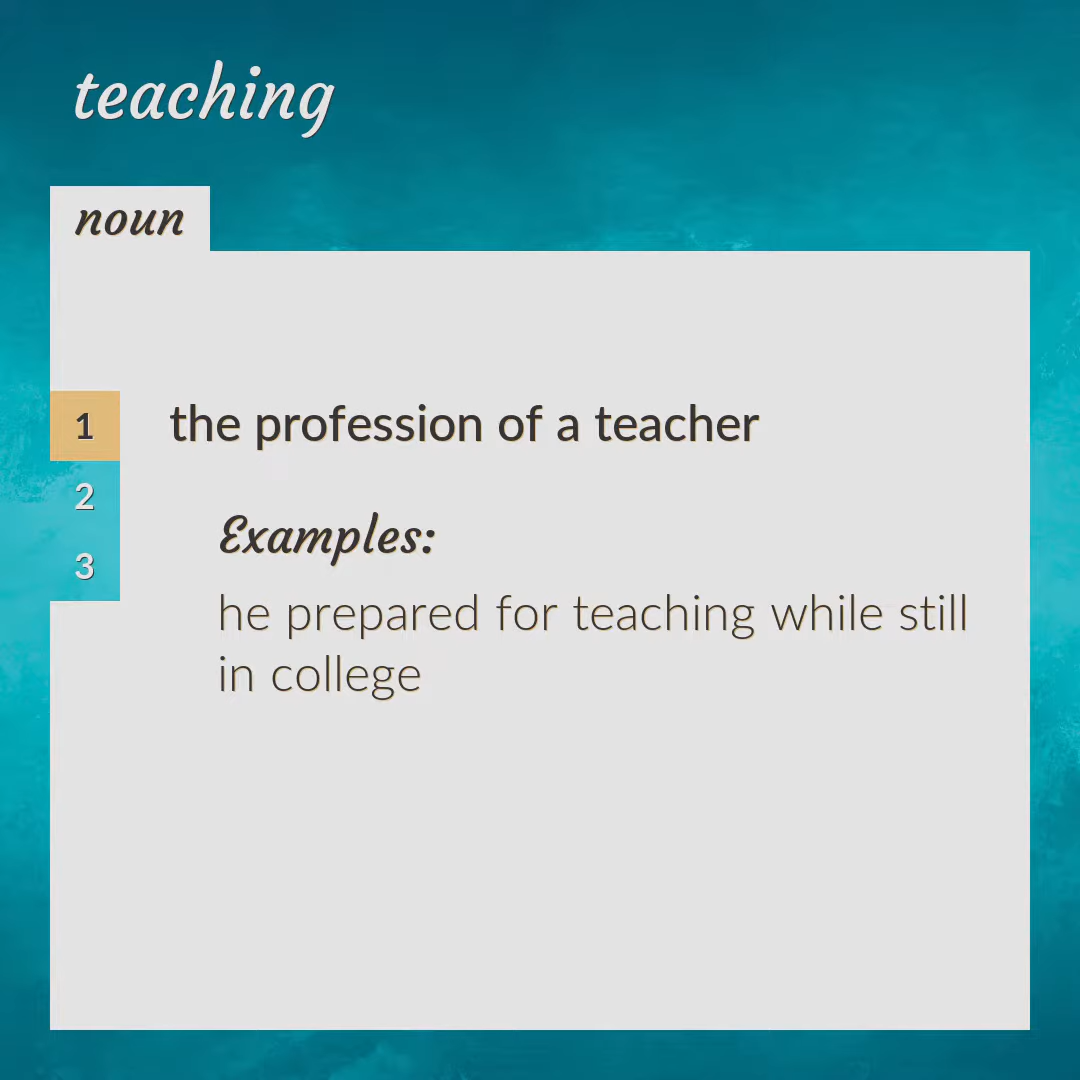 teaching
noun
1
the profession of a teacher
2
3
Examples:
he prepared for teaching while still
in college